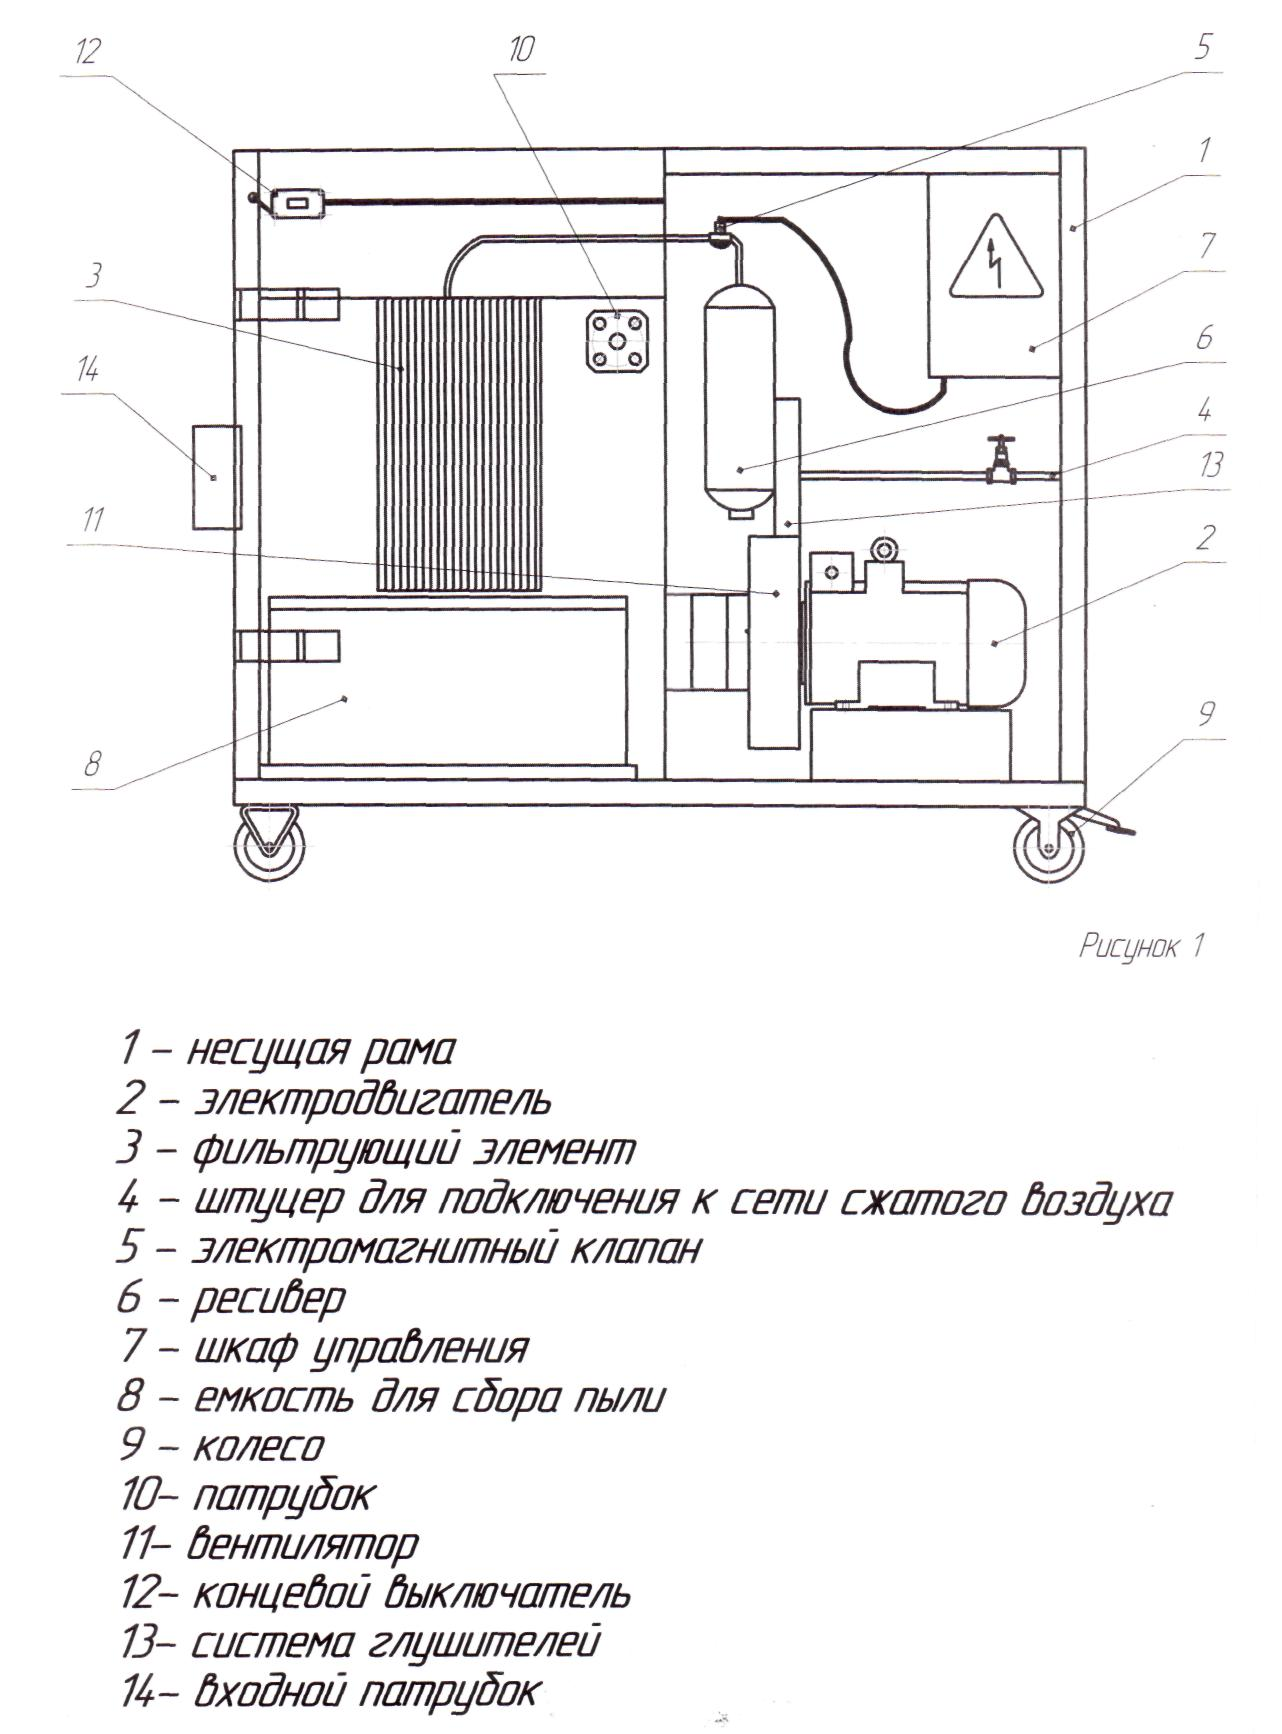 12
10
5
1
3
7
6
14
4
13
11
2
8
9
Рисунок 1
1 – несущая рама
2 – электродвигатель
3 – фильтрующий элемент
4 – штуцер для подключения к сети сжатого воздуха
5 – электромагнитный клапан
6 – ресивер
7 – шкаф управления
8 – емкость для сбора пыли
9 – колесо
10– патрубок
11– вентилятор
12– концевой выключатель
13– система глушителей
14– входной патрубок